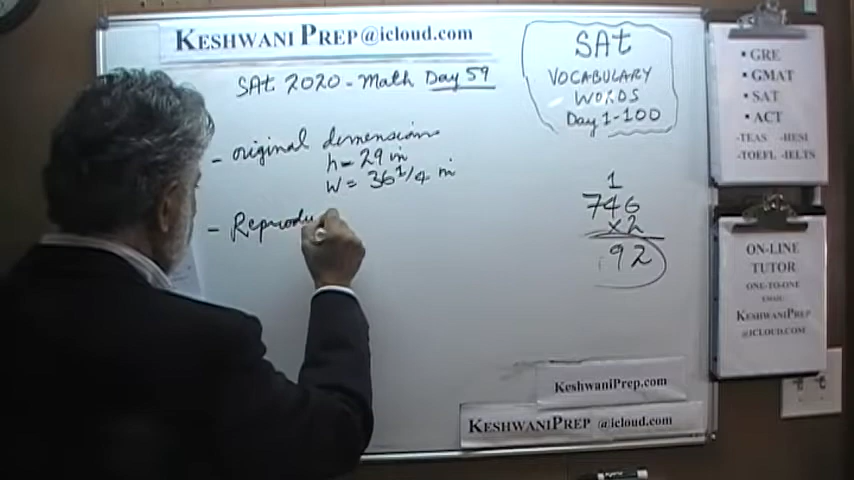 KESHWANI PREP@icloud.com
SAt 2020 - Math Day 59
- original dimensions
h = 29 in
W = 36 1/4 in
- Reprodu
SAt
VOCABULARY
WORDS
Day 1-100
1
746
x2
92
• GRE
• GMAT
• SAT
• ACT
-TEAS -HESI
-TOEFL -IELTS
ON-LINE
TUTOR
ONE-TO-ONE
EMAIL:
KESHWANIPREP
@ICLOUD.COM
KeshwaniPrep.com
KESHWANIPREP @icloud.com